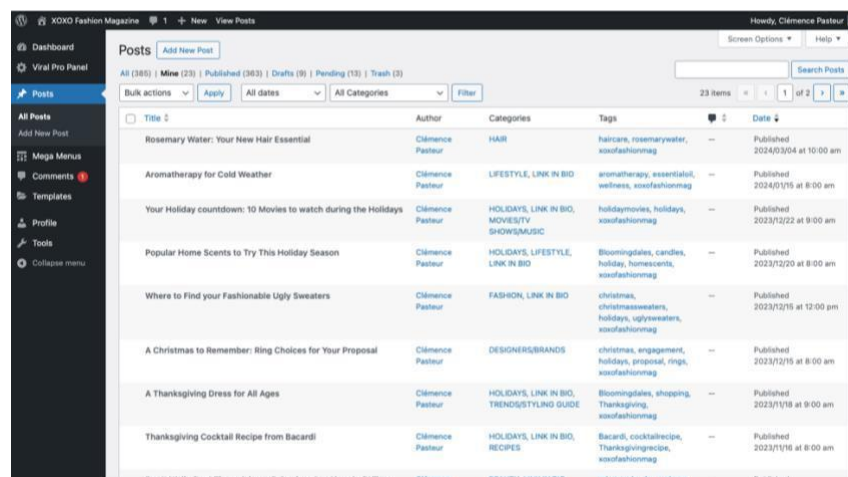 XOXO Fashion Magazine 1 + New View Posts Howdy, Clémence Pasteur
Screen Options ▼ Help ▼
Dashboard
Viral Pro Panel
Posts
All Posts
Add New Post
Mega Menus
Comments 1
Templates
Profile
Tools
Collapse menu
Posts Add New Post
All (385) | Mine (23) | Published (363) | Drafts (9) | Pending (13) | Trash (3)
Search Posts
Bulk actions Apply All dates All Categories Filter 23 items « ‹ 1 of 2 › »
Title Author Categories Tags Date
Rosemary Water: Your New Hair Essential Clémence HAIR haircare, rosemarywater, — Published
Pasteur xoxofashionmag 2024/03/04 at 10:00 am
Aromatherapy for Cold Weather Clémence LIFESTYLE, LINK IN BIO aromatherapy, essentialoil, — Published
Pasteur wellness, xoxofashionmag 2024/01/15 at 8:00 am
Your Holiday countdown: 10 Movies to watch during the Holidays Clémence HOLIDAYS, LINK IN BIO, holidaymovies, holidays, — Published
Pasteur MOVIES/TV xoxofashionmag 2023/12/22 at 9:00 am
SHOWS/MUSIC
Popular Home Scents to Try This Holiday Season Clémence HOLIDAYS, LIFESTYLE, Bloomingdales, candles, — Published
Pasteur LINK IN BIO holiday, homescents, 2023/12/20 at 8:00 am
xoxofashionmag
Where to Find your Fashionable Ugly Sweaters Clémence FASHION, LINK IN BIO christmas, — Published
Pasteur christmassweaters, 2023/12/15 at 12:00 pm
holidays, uglysweaters,
xoxofashionmag
A Christmas to Remember: Ring Choices for Your Proposal Clémence DESIGNERS/BRANDS christmas, engagement, — Published
Pasteur holidays, proposal, rings, 2023/12/15 at 8:00 am
xoxofashionmag
A Thanksgiving Dress for All Ages Clémence HOLIDAYS, LINK IN BIO, Bloomingdales, shopping, — Published
Pasteur TRENDS/STYLING GUIDE Thanksgiving, 2023/11/18 at 9:00 am
xoxofashionmag
Thanksgiving Cocktail Recipe from Bacardi Clémence HOLIDAYS, LINK IN BIO, Bacardi, cocktailrecipe, — Published
Pasteur RECIPES Thanksgivingrecipe, 2023/11/16 at 8:00 am
xoxofashionmag